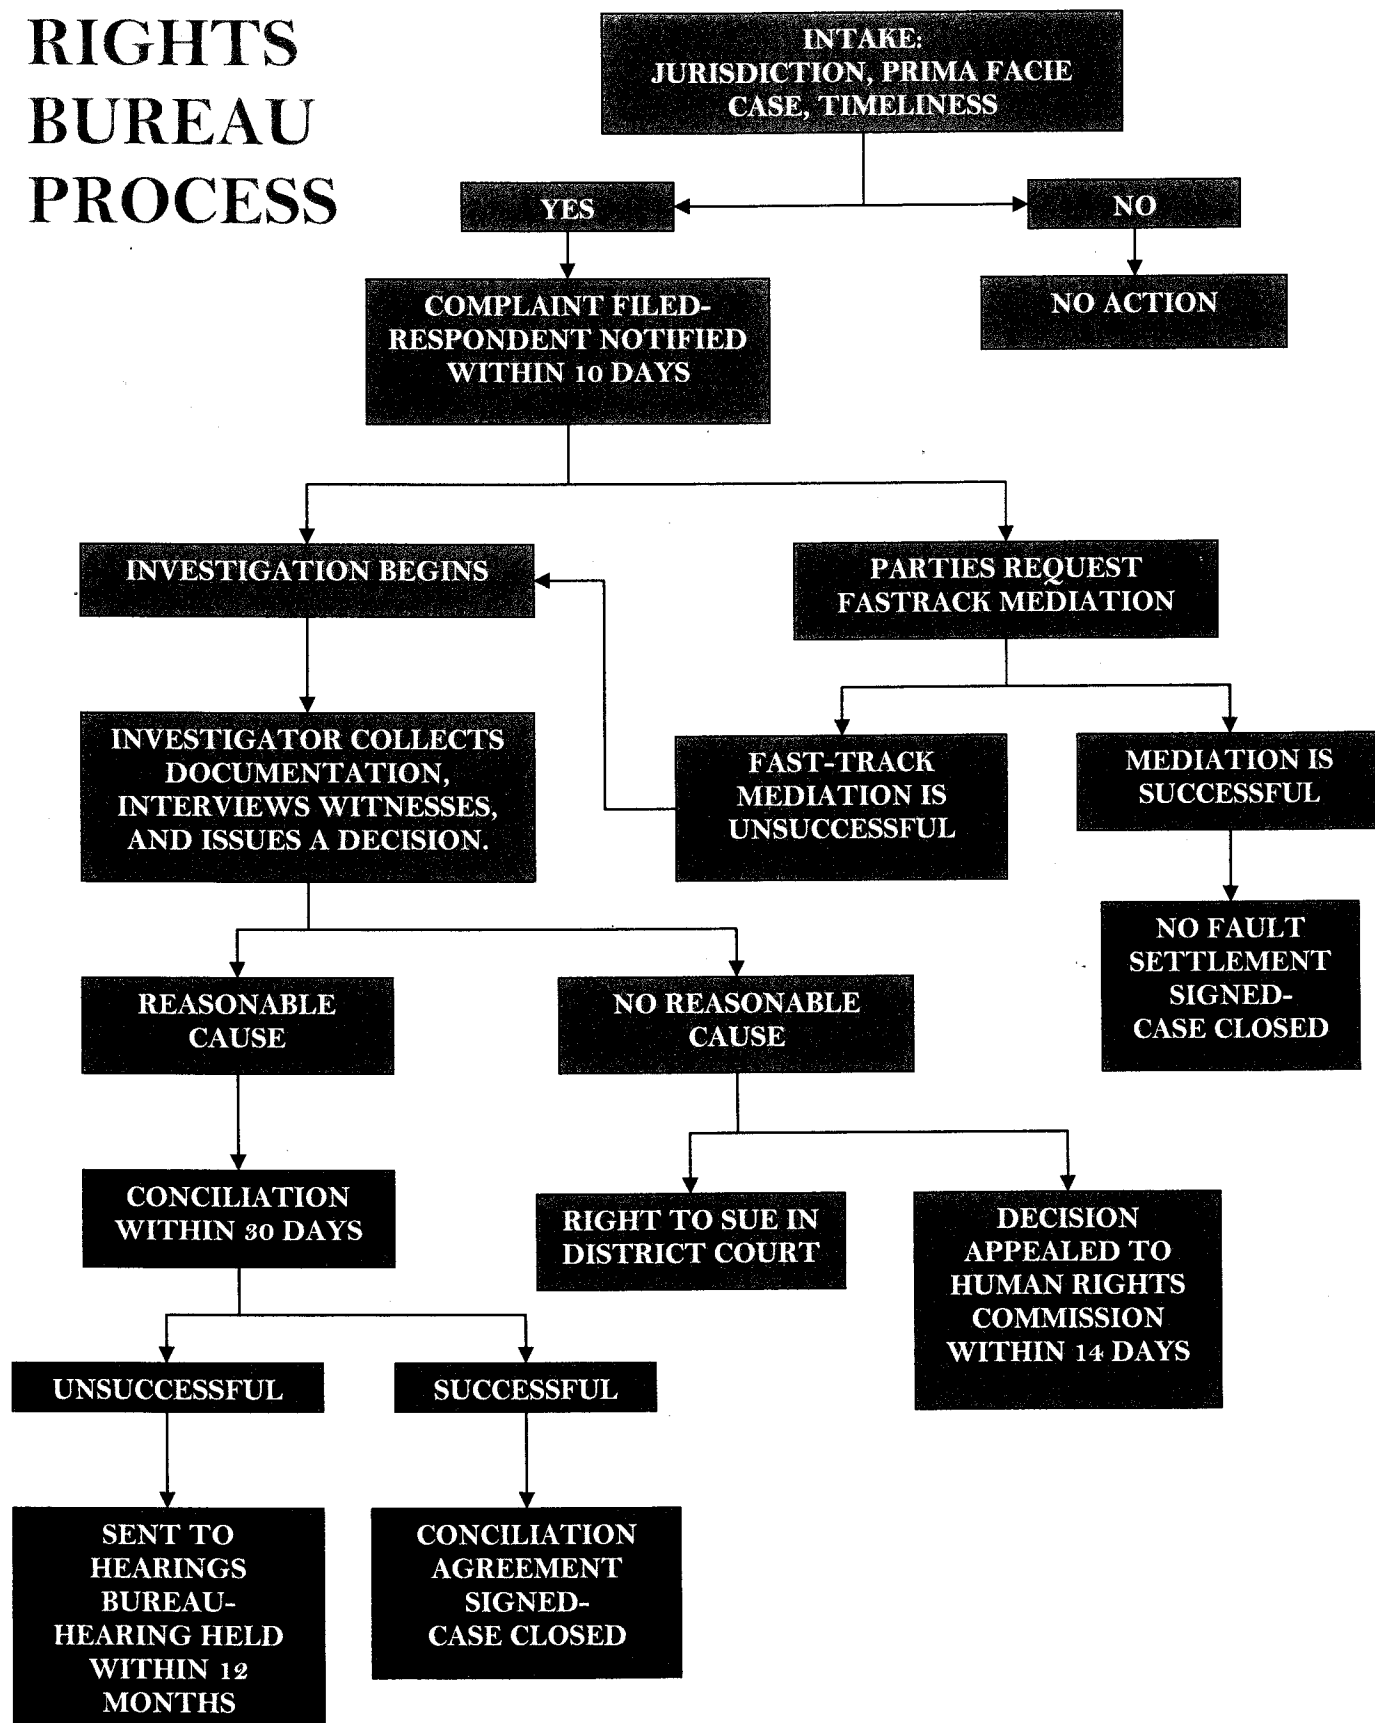 RIGHTS
BUREAU
PROCESS
INTAKE:
JURISDICTION, PRIMA FACIE
CASE, TIMELINESS
YES
NO
COMPLAINT FILED-
RESPONDENT NOTIFIED
WITHIN 10 DAYS
NO ACTION
INVESTIGATION BEGINS
PARTIES REQUEST
FASTRACK MEDIATION
INVESTIGATOR COLLECTS
DOCUMENTATION,
INTERVIEWS WITNESSES,
AND ISSUES A DECISION.
FAST-TRACK
MEDIATION IS
UNSUCCESSFUL
MEDIATION IS
SUCCESSFUL
NO FAULT
SETTLEMENT
SIGNED-
CASE CLOSED
REASONABLE
CAUSE
NO REASONABLE
CAUSE
CONCILIATION
WITHIN 30 DAYS
RIGHT TO SUE IN
DISTRICT COURT
DECISION
APPEALED TO
HUMAN RIGHTS
COMMISSION
WITHIN 14 DAYS
UNSUCCESSFUL
SUCCESSFUL
SENT TO
HEARINGS
BUREAU-
HEARING HELD
WITHIN 12
MONTHS
CONCILIATION
AGREEMENT
SIGNED-
CASE CLOSED